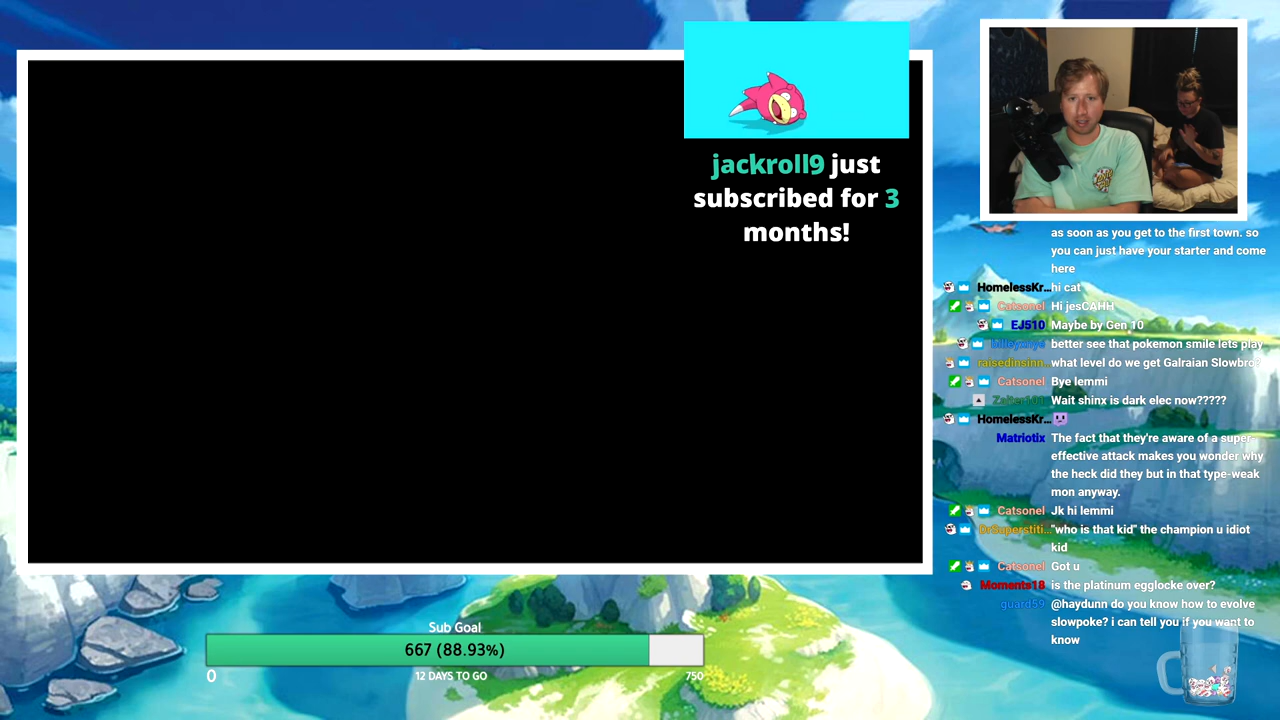 jackroll9 just
subscribed for 3
months!
as soon as you get to the first town. so
you can just have your starter and come
here
HomelessKr... hi cat
Catsonel Hi jesCAHH
EJ510 Maybe by Gen 10
better see that pokemon smile lets play
raisedinsinn... what level do we get Galraian Slowbro?
Catsonel Bye lemmi
Wait shinx is dark elec now?????
HomelessKr...
Matriotix The fact that they're aware of a super-
effective attack makes you wonder why
the heck did they but in that type-weak
mon anyway.
Catsonel Jk hi lemmi
DrSuperstiti... "who is that kid" the champion u idiot
kid
Catsonel Got u
Moments18 is the platinum egglocke over?
guard59 @haydunn do you know how to evolve
slowpoke? i can tell you if you want to
know
Sub Goal
667 (88.93%)
0 12 DAYS TO GO 750